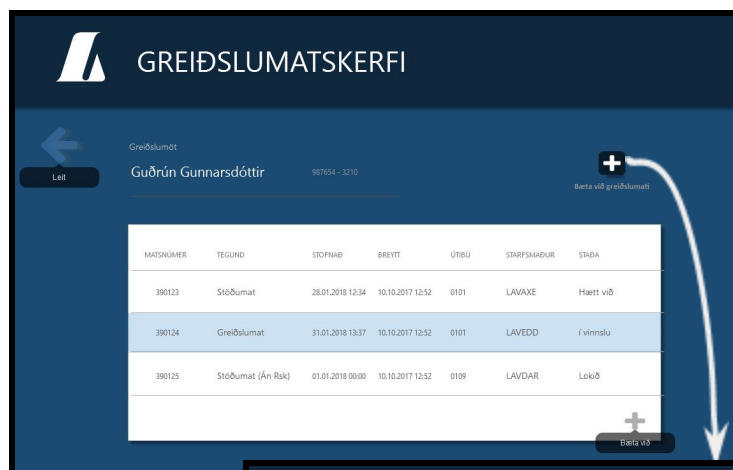 GREIÐSLUMATSKERFI
Greiðslumöt
Guðrún Gunnarsdóttir 987654 - 3210
Leit
Bæta við greiðslumati
MATSNÚMER TEGUND STOFNAÐ BREYTT ÚTIBÚ STARFSMAÐUR STAÐA
390123 Stöðumat 28.01.2018 12:34 10.10.2017 12:52 0101 LAVAXE Hætt við
390124 Greiðslumat 31.01.2018 13:37 10.10.2017 12:52 0101 LAVEDD í vinnslu
390125 Stöðumat (Án Rsk) 01.01.2018 00:00 10.10.2017 12:52 0109 LAVDAR Lokið
Bæta við